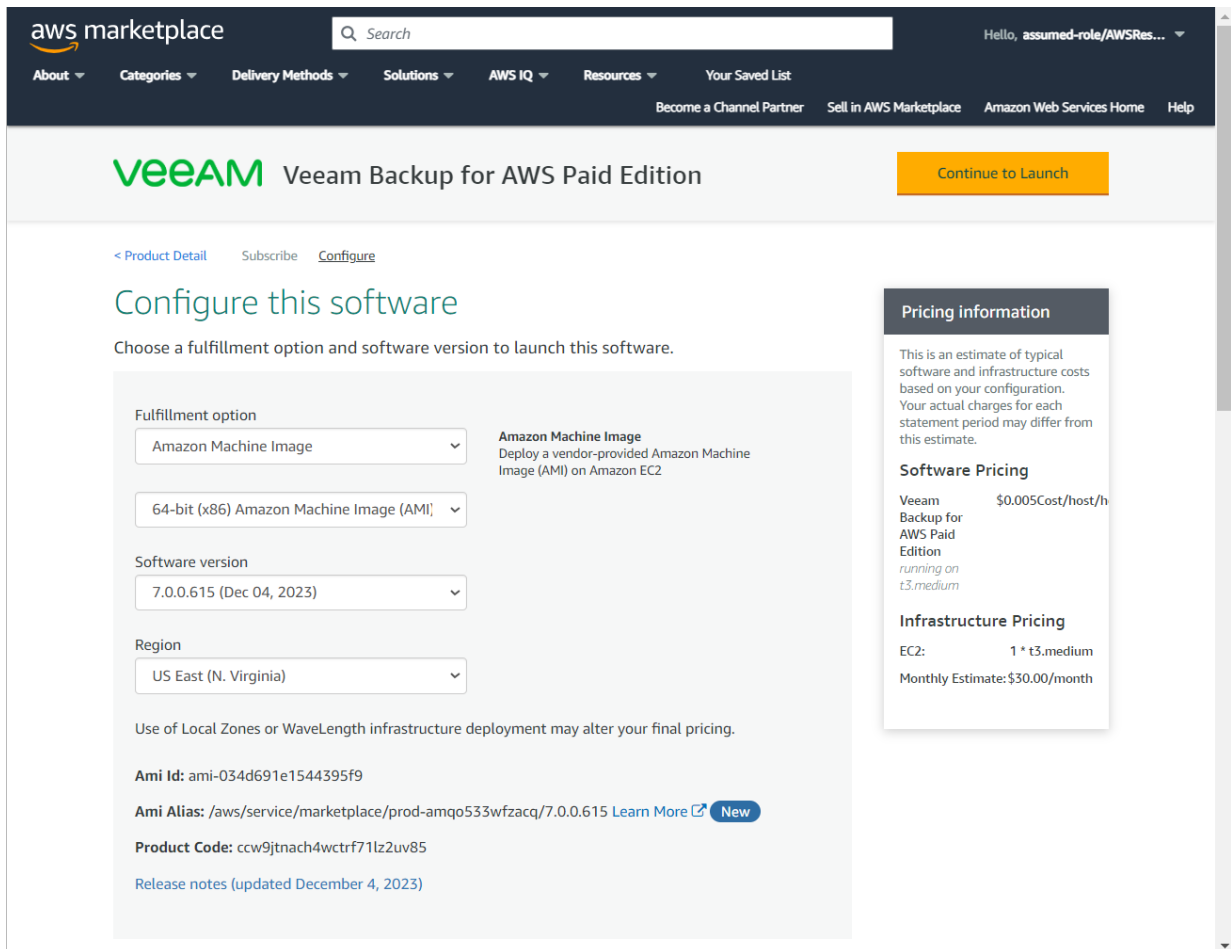 aws marketplace
Search
Hello, assumed-role/AWSRes...
About
Categories
Delivery Methods
Solutions
AWS IQ
Resources
Your Saved List
Become a Channel Partner
Sell in AWS Marketplace
Amazon Web Services Home
Help
veeam
Veeam Backup for AWS Paid Edition
Continue to Launch
< Product Detail
Subscribe
Configure
Configure this software
Choose a fulfillment option and software version to launch this software.
Fulfillment option
Amazon Machine Image
Amazon Machine Image
Deploy a vendor-provided Amazon Machine
Image (AMI) on Amazon EC2
64-bit (x86) Amazon Machine Image (AMI)
Software version
7.0.0.615 (Dec 04, 2023)
Region
US East (N. Virginia)
Use of Local Zones or WaveLength infrastructure deployment may alter your final pricing.
Ami Id: ami-034d691e1544395f9
Ami Alias: /aws/service/marketplace/prod-amqo533wfzacq/7.0.0.615 Learn More New
Product Code: ccw9jtnach4wctrf71lz2uv85
Release notes (updated December 4, 2023)
Pricing information
This is an estimate of typical
software and infrastructure costs
based on your configuration.
Your actual charges for each
statement period may differ from
this estimate.
Software Pricing
Veeam
Backup for
AWS Paid
Edition
running on
t3.medium
$0.005Cost/host/h
Infrastructure Pricing
EC2:
1 * t3.medium
Monthly Estimate:
$30.00/month